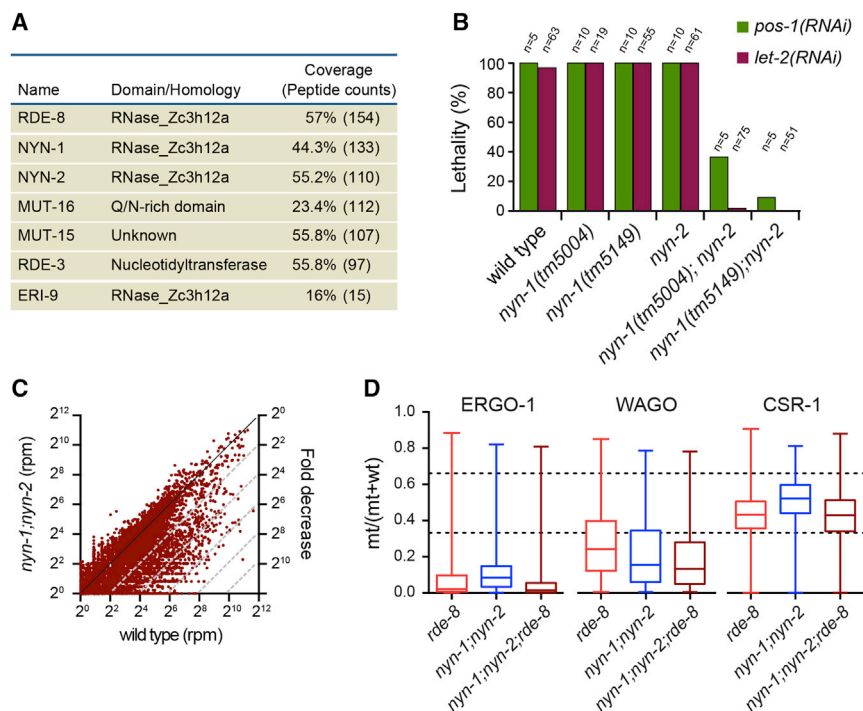 A
Name Domain/Homology Coverage (Peptide counts)
RDE-8 RNase_Zc3h12a 57% (154)
NYN-1 RNase_Zc3h12a 44.3% (133)
NYN-2 RNase_Zc3h12a 55.2% (110)
MUT-16 Q/N-rich domain 23.4% (112)
MUT-15 Unknown 55.8% (107)
RDE-3 Nucleotidyltransferase 55.8% (97)
ERI-9 RNase_Zc3h12a 16% (15)
B
pos-1(RNAi)
let-2(RNAi)
n=5 n=63 n=10 n=19 n=10 n=55 n=10 n=61 n=5 n=75 n=5 n=51
Lethality (%)
100
80
60
40
20
0
wild type
nyn-1(tm5004)
nyn-1(tm5149)
nyn-2
nyn-1(tm5004); nyn-2
nyn-1(tm5149);nyn-2
C
nyn-1;nyn-2 (rpm)
2^12
2^10
2^8
2^6
2^4
2^2
2^0
2^0 2^2 2^4 2^6 2^8 2^10 2^12
wild type (rpm)
2^0
2^2
2^4
2^6
2^8
2^10
Fold decrease
D
ERGO-1 WAGO CSR-1
mt/(mt+wt)
1.0
0.8
0.6
0.4
0.2
0.0
rde-8
nyn-1;nyn-2
nyn-1;nyn-2;rde-8
rde-8
nyn-1;nyn-2
nyn-1;nyn-2;rde-8
rde-8
nyn-1;nyn-2
nyn-1;nyn-2;rde-8